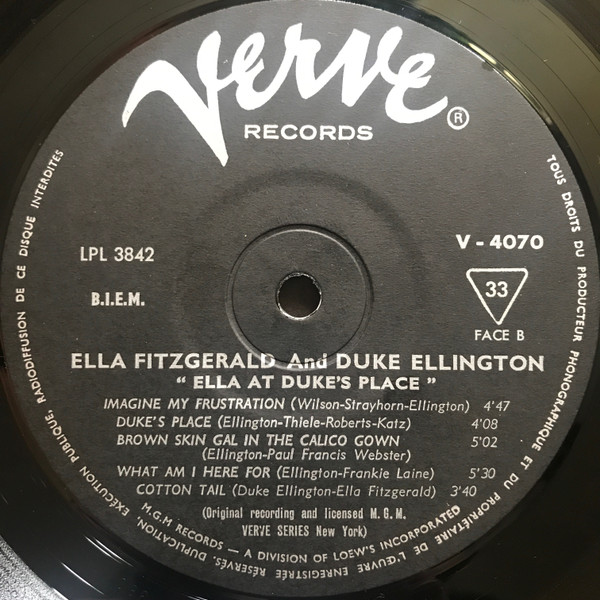 Verve ®
RECORDS
LPL 3842
V - 4070
B.I.E.M.
33
FACE B
ELLA FITZGERALD And DUKE ELLINGTON
“ ELLA AT DUKE'S PLACE ”
IMAGINE MY FRUSTRATION (Wilson-Strayhorn-Ellington) 4'47
DUKE'S PLACE (Ellington-Thiele-Roberts-Katz) 4'08
BROWN SKIN GAL IN THE CALICO GOWN 5'02
(Ellington-Paul Francis Webster)
WHAT AM I HERE FOR (Ellington-Frankie Laine) 5'30
COTTON TAIL (Duke Ellington-Ella Fitzgerald) 3'40
(Original recording and licensed M. G. M.
VERVE SERIES New York)
M.G.M RECORDS — A DIVISION OF LOEW'S INCORPORATED
TOUS DROITS DU PRODUCTEUR PHONOGRAPHIQUE ET DU PROPRIÉTAIRE DE L'ŒUVRE ENREGISTRÉE RÉSERVÉS. DUPLICATION, EXÉCUTION PUBLIQUE, RADIODIFFUSION DE CE DISQUE INTERDITES